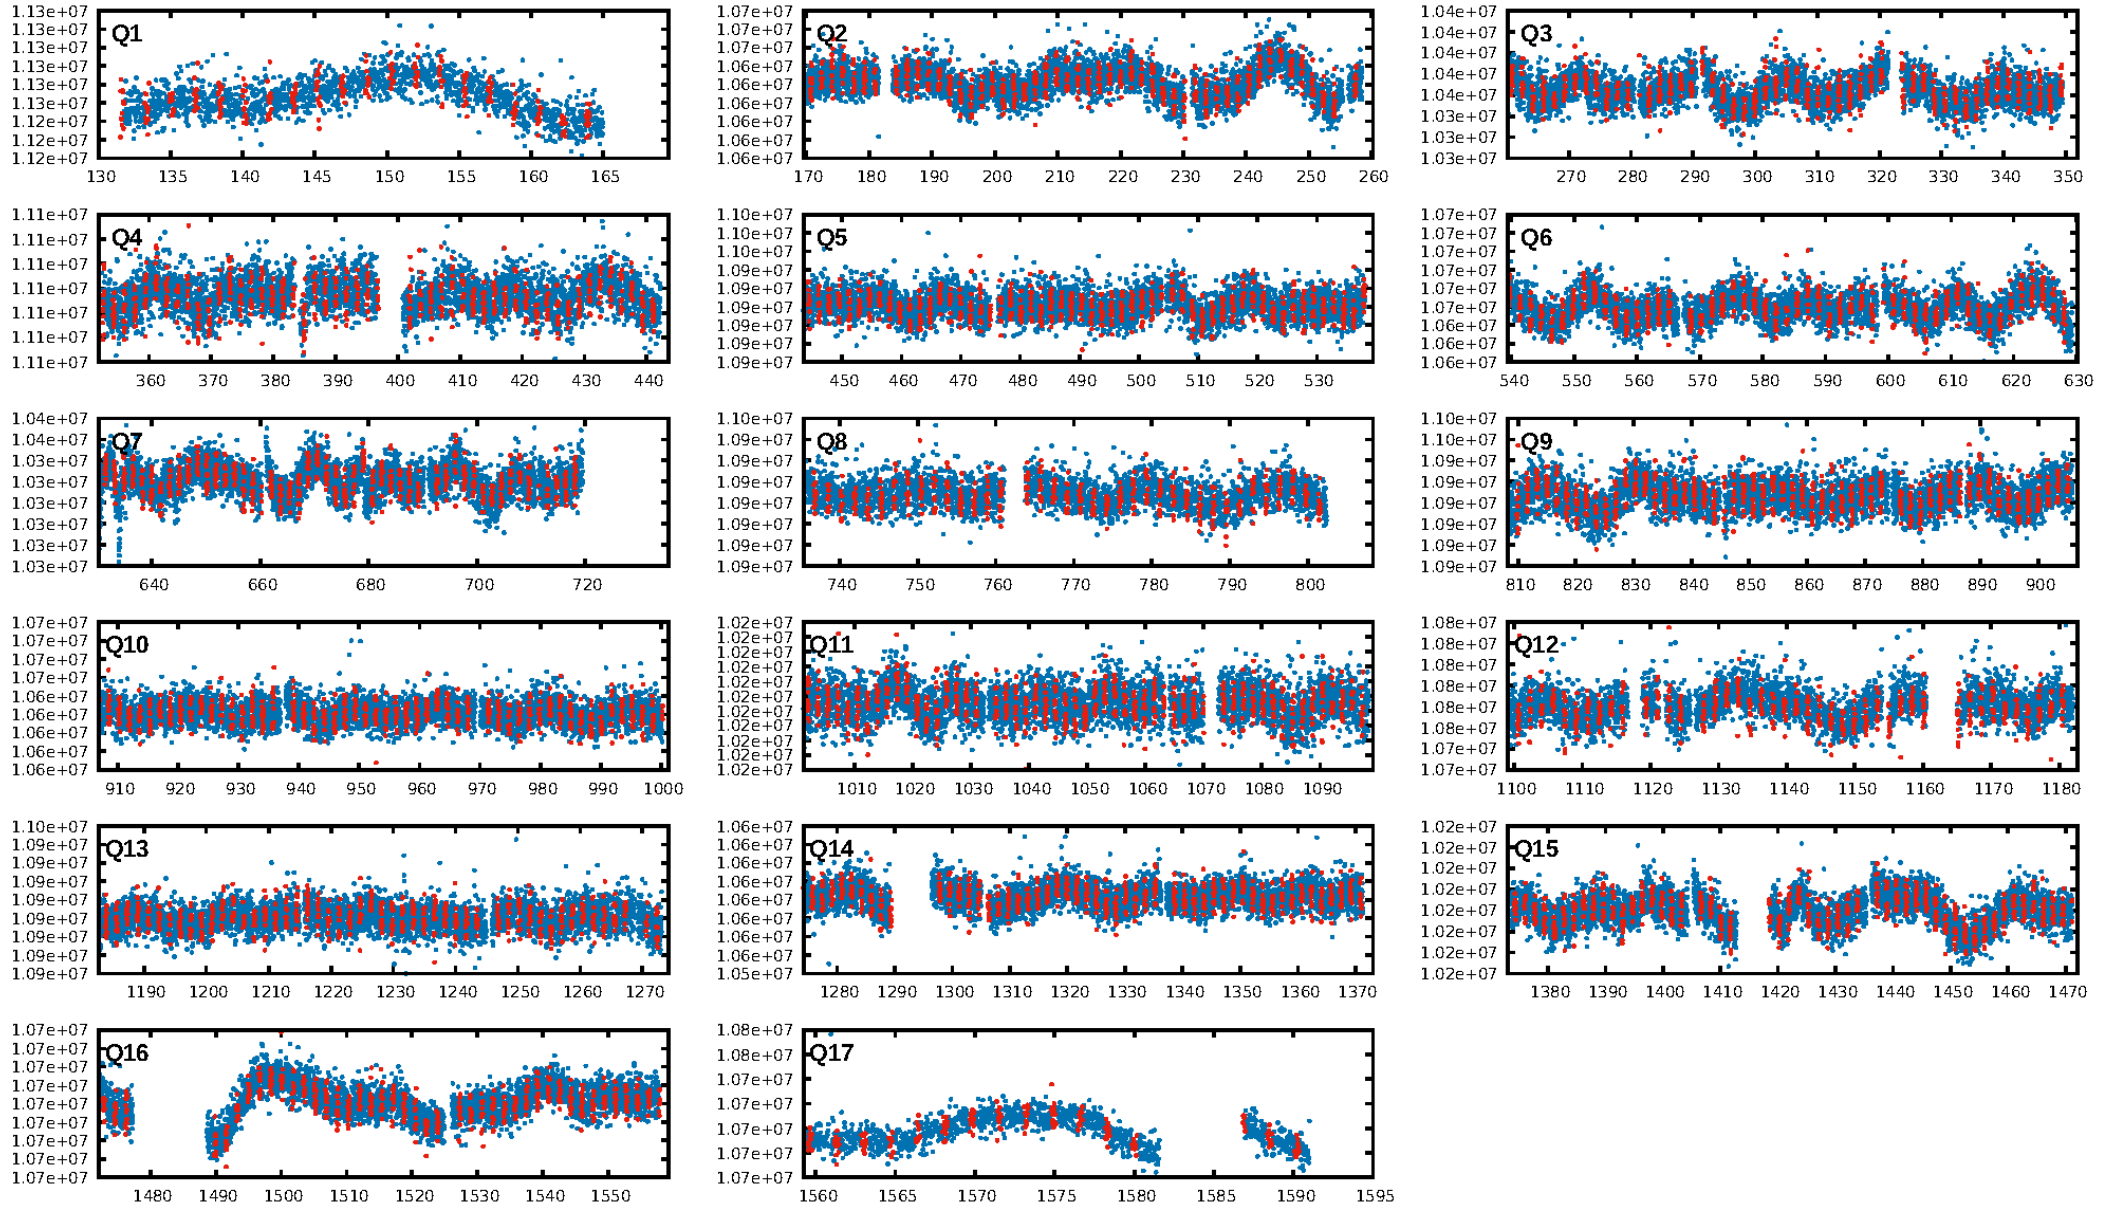 1.13e+07
1.13e+07
1.13e+07
1.13e+07
1.13e+07
1.13e+07
1.12e+07
1.12e+07
1.12e+07
Q1
130 135 140 145 150 155 160 165
1.07e+07
1.07e+07
1.07e+07
1.06e+07
1.06e+07
1.06e+07
1.06e+07
1.06e+07
1.06e+07
Q2
170 180 190 200 210 220 230 240 250 260
1.04e+07
1.04e+07
1.04e+07
1.04e+07
1.04e+07
1.03e+07
1.03e+07
1.03e+07
Q3
270 280 290 300 310 320 330 340 350
1.11e+07
1.11e+07
1.11e+07
1.11e+07
1.11e+07
1.11e+07
1.11e+07
Q4
360 370 380 390 400 410 420 430 440
1.10e+07
1.10e+07
1.10e+07
1.09e+07
1.09e+07
1.09e+07
1.09e+07
1.09e+07
1.09e+07
Q5
450 460 470 480 490 500 510 520 530
1.07e+07
1.07e+07
1.07e+07
1.07e+07
1.07e+07
1.07e+07
1.06e+07
1.06e+07
1.06e+07
Q6
540 550 560 570 580 590 600 610 620 630
1.04e+07
1.04e+07
1.03e+07
1.03e+07
1.03e+07
1.03e+07
1.03e+07
1.03e+07
Q7
640 660 680 700 720
1.10e+07
1.09e+07
1.09e+07
1.09e+07
1.09e+07
1.09e+07
1.09e+07
1.09e+07
Q8
740 750 760 770 780 790 800
1.10e+07
1.10e+07
1.09e+07
1.09e+07
1.09e+07
1.09e+07
1.09e+07
1.09e+07
Q9
810 820 830 840 850 860 870 880 890 900
1.07e+07
1.07e+07
1.07e+07
1.07e+07
1.06e+07
1.06e+07
1.06e+07
1.06e+07
1.06e+07
Q10
910 920 930 940 950 960 970 980 990 1000
1.02e+07
1.02e+07
1.02e+07
1.02e+07
1.02e+07
1.02e+07
1.02e+07
1.02e+07
1.02e+07
1.02e+07
1.02e+07
Q11
1010 1020 1030 1040 1050 1060 1070 1080 1090
1.08e+07
1.08e+07
1.08e+07
1.08e+07
1.08e+07
1.08e+07
1.07e+07
1.07e+07
Q12
1100 1110 1120 1130 1140 1150 1160 1170 1180
1.10e+07
1.09e+07
1.09e+07
1.09e+07
1.09e+07
1.09e+07
1.09e+07
1.09e+07
1.09e+07
Q13
1190 1200 1210 1220 1230 1240 1250 1260 1270
1.06e+07
1.06e+07
1.06e+07
1.06e+07
1.06e+07
1.06e+07
1.06e+07
1.06e+07
1.05e+07
Q14
1280 1290 1300 1310 1320 1330 1340 1350 1360 1370
1.02e+07
1.02e+07
1.02e+07
1.02e+07
1.02e+07
1.02e+07
1.02e+07
1.02e+07
Q15
1380 1390 1400 1410 1420 1430 1440 1450 1460 1470
1.07e+07
1.07e+07
1.07e+07
1.07e+07
1.07e+07
1.07e+07
1.07e+07
1.07e+07
1.07e+07
Q16
1480 1490 1500 1510 1520 1530 1540 1550
1.08e+07
1.08e+07
1.07e+07
1.07e+07
1.07e+07
1.07e+07
1.07e+07
Q17
1560 1565 1570 1575 1580 1585 1590 1595